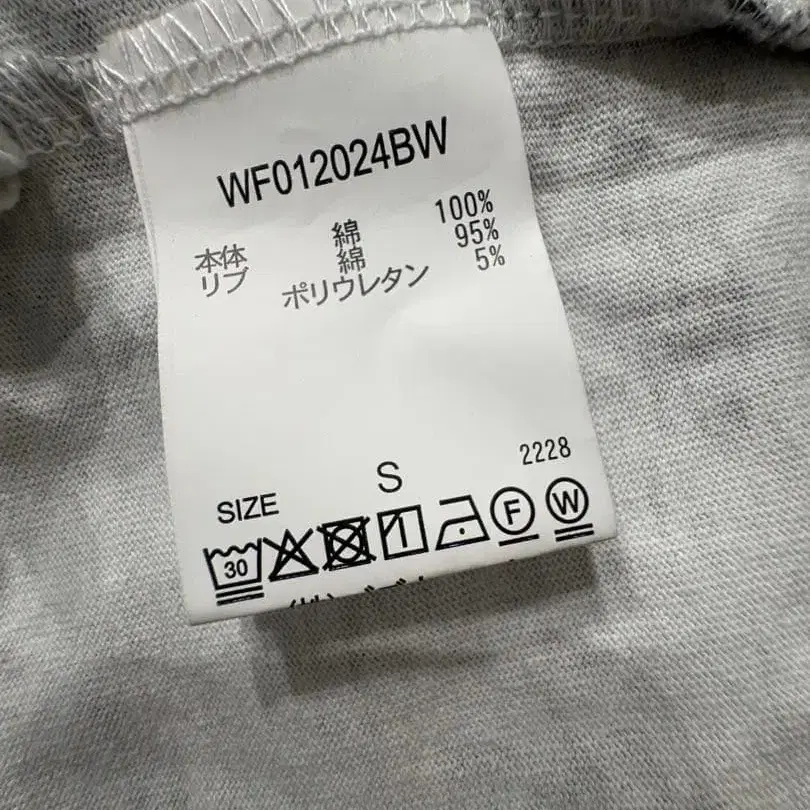 WF012024BW
本体 綿 100%
リブ 綿 95%
ポリウレタン 5%
2228
SIZE S
30 F W